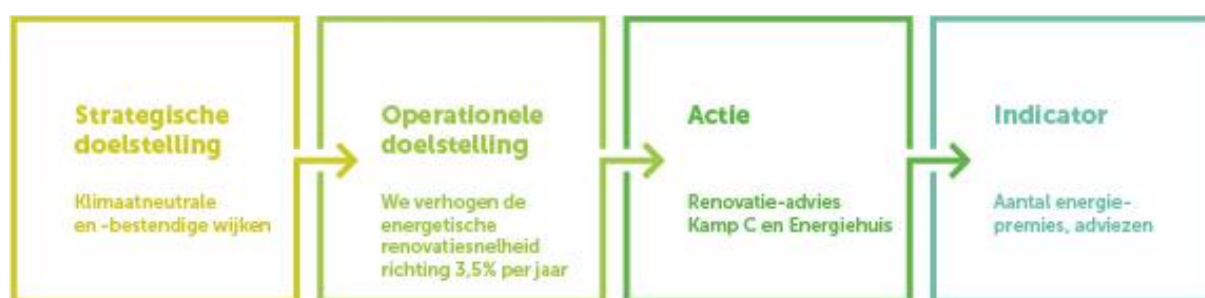 Strategische
doelstelling
Klimaatneutrale
en -bestendige wijken
Operationele
doelstelling
We verhogen de
energetische
renovatiesnelheid
richting 3,5% per jaar
Actie
Renovatie-advies
Kamp C en Energiehuis
Indicator
Aantal energie-
premies, adviezen